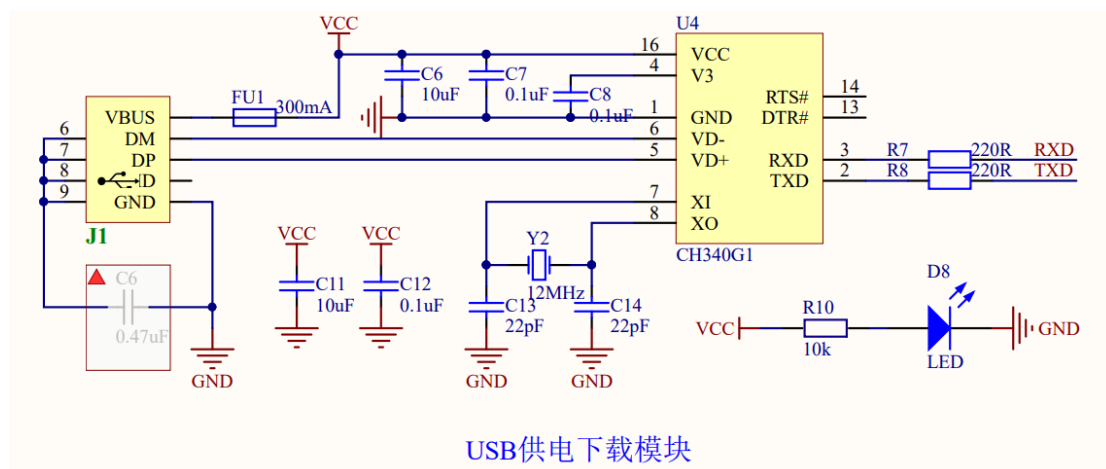 VCC
U4
16 VCC
4 V3
1 GND
6 VD-
5 VD+
7 XI
8 XO
14 RTS#
13 DTR#
3 RXD
2 TXD
CH340G1
C6
10uF
C7
0.1uF
C8
0.1uF
FU1
300mA
VBUS
DM
DP
ID
GND
6
7
8
9
J1
C6
0.47uF
GND
VCC
C11
10uF
VCC
C12
0.1uF
Y2
12MHz
C13
22pF
GND
C14
22pF
GND
R7 220R RXD
R8 220R TXD
D8
VCC
R10
10k
LED
GND
USB供电下载模块